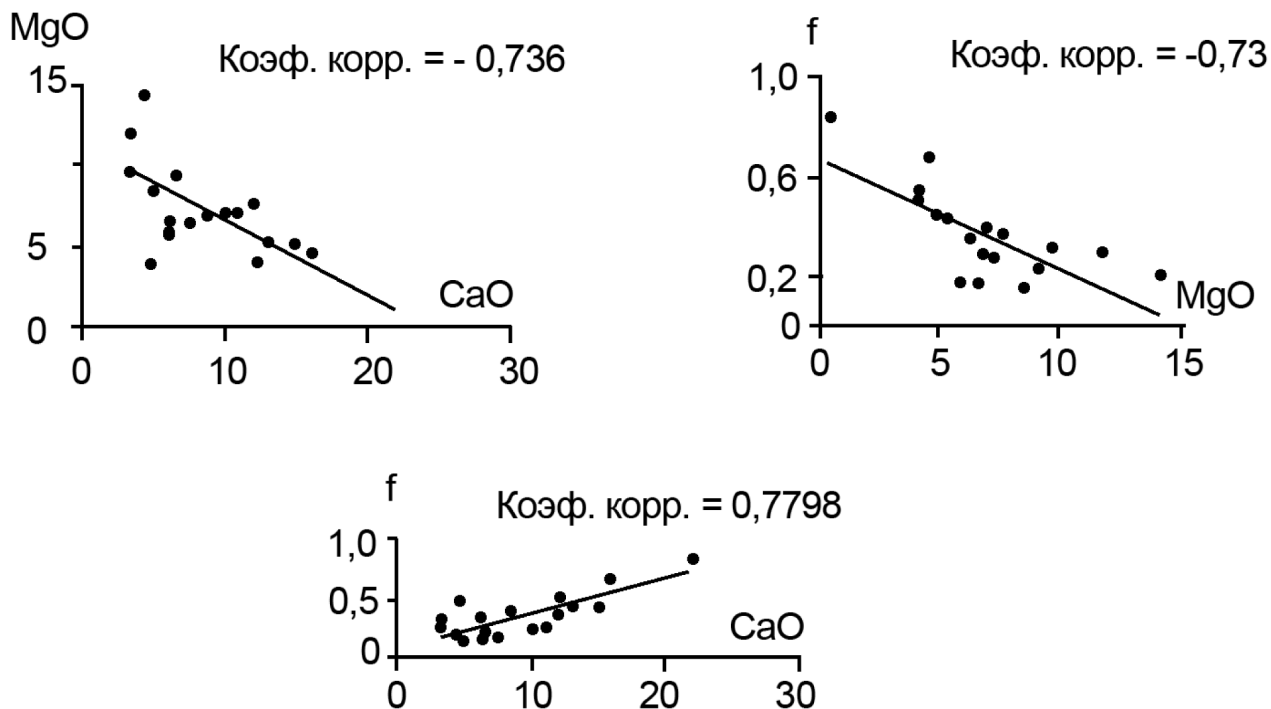 MgO
Коэф. корр. = - 0,736
15
5
0
CaO
0 10 20 30
f
Коэф. корр. = -0,73
1,0
0,6
0,2
0
MgO
0 5 10 15
f
Коэф. корр. = 0,7798
1,0
0,5
0
CaO
0 10 20 30